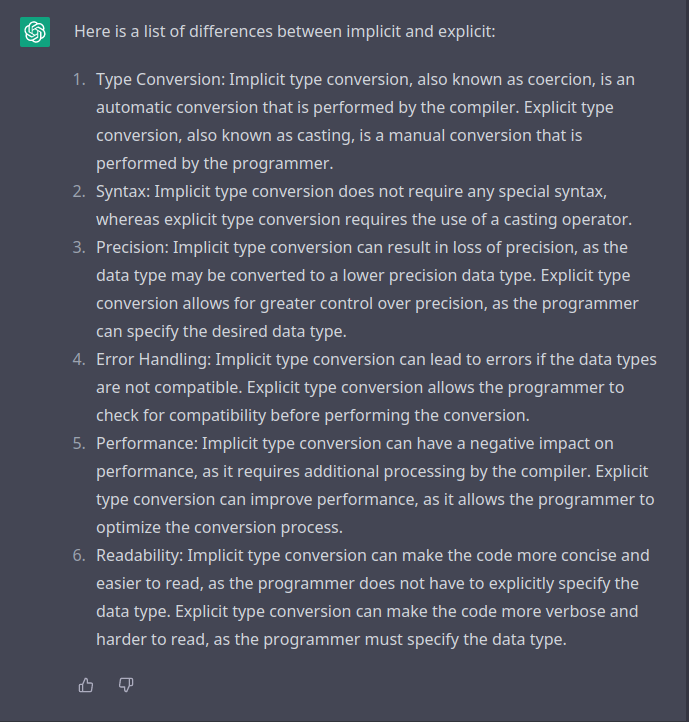 Here is a list of differences between implicit and explicit:
1. Type Conversion: Implicit type conversion, also known as coercion, is an
automatic conversion that is performed by the compiler. Explicit type
conversion, also known as casting, is a manual conversion that is
performed by the programmer.
2. Syntax: Implicit type conversion does not require any special syntax,
whereas explicit type conversion requires the use of a casting operator.
3. Precision: Implicit type conversion can result in loss of precision, as the
data type may be converted to a lower precision data type. Explicit type
conversion allows for greater control over precision, as the programmer
can specify the desired data type.
4. Error Handling: Implicit type conversion can lead to errors if the data types
are not compatible. Explicit type conversion allows the programmer to
check for compatibility before performing the conversion.
5. Performance: Implicit type conversion can have a negative impact on
performance, as it requires additional processing by the compiler. Explicit
type conversion can improve performance, as it allows the programmer to
optimize the conversion process.
6. Readability: Implicit type conversion can make the code more concise and
easier to read, as the programmer does not have to explicitly specify the
data type. Explicit type conversion can make the code more verbose and
harder to read, as the programmer must specify the data type.